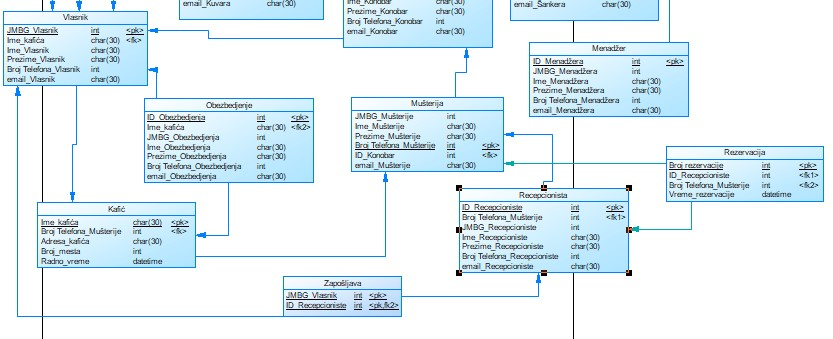 email_Kuvara char(30)
Ime_Konobar char(30)
Prezime_Konobar char(30)
Broj Telefona_Konobar int
email_Konobar char(30)
email_Šankera char(30)
Vlasnik
JMBG_Vlasnik int <pk>
Ime_kafića char(30) <fk>
Ime_Vlasnik char(30)
Prezime_Vlasnik char(30)
Broj Telefona_Vlasnik int
email_Vlasnik char(30)
Menadžer
ID_Menadžera int <pk>
JMBG_Menadžera int
Ime_Menadžera char(30)
Prezime_Menadžera char(30)
Broj Telefona_Menadžera int
email_Menadžera char(30)
Obezbedjenje
ID_Obezbedjenja int <pk>
Ime_kafića char(30) <fk2>
JMBG_Obezbedjenja int
Ime_Obezbedjenja char(30)
Prezime_Obezbedjenja char(30)
Broj Telefona_Obezbedjenja int
email_Obezbedjenja char(30)
Mušterija
JMBG_Mušterije int
Ime_Mušterije char(30)
Prezime_Mušterije char(30)
Broj Telefona_Mušterije int <pk>
ID_Konobar int <fk>
email_Mušterije char(30)
Rezervacija
Broj rezervacije int <pk>
ID_Recepcioniste int <fk1>
Broj Telefona_Mušterije int <fk2>
Vreme_rezervacije datetime
Kafić
Ime_kafića char(30) <pk>
Broj Telefona_Mušterije int <fk>
Adresa_kafića char(30)
Broj_mesta int
Radno_vreme datetime
Recepcionista
ID_Recepcioniste int <pk>
Broj Telefona_Mušterije int <fk1>
JMBG_Recepcioniste int
Ime_Recepcioniste char(30)
Prezime_Recepcioniste char(30)
Broj Telefona_Recepcioniste int
email_Recepcioniste char(30)
Zapošljava
JMBG_Vlasnik int <pk>
ID_Recepcioniste int <pk,fk2>